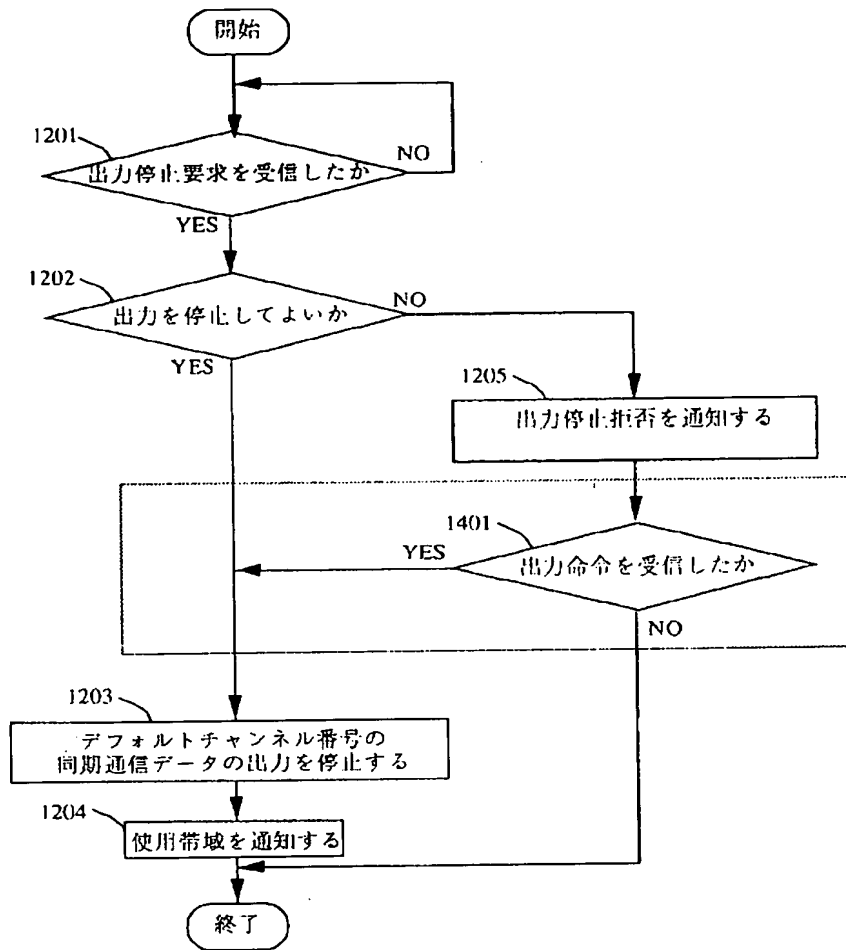 開始
1201
出力停止要求を受信したか
NO
YES
1202
出力を停止してよいか
NO
YES
1205
出力停止拒否を通知する
1401
YES
出力命令を受信したか
NO
1203
デフォルトチャンネル番号の
同期通信データの出力を停止する
1204
使用帯域を通知する
終了